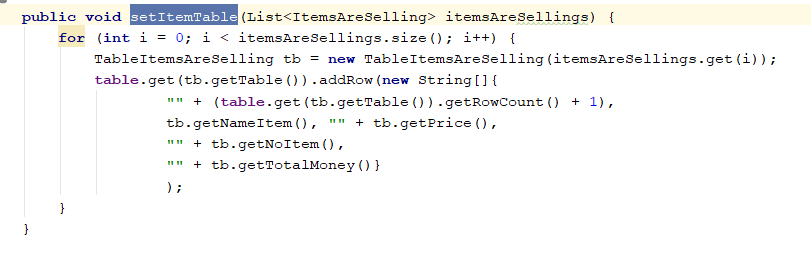 public void setItemTable(List<ItemsAreSelling> itemsAreSellings) {
for (int i = 0; i < itemsAreSellings.size(); i++) {
TableItemsAreSelling tb = new TableItemsAreSelling(itemsAreSellings.get(i));
table.get(tb.getTable()).addRow(new String[]{
"" + (table.get(tb.getTable()).getRowCount() + 1),
tb.getNameItem(), "" + tb.getPrice(),
"" + tb.getNoItem(),
"" + tb.getTotalMoney()}
);
}
}